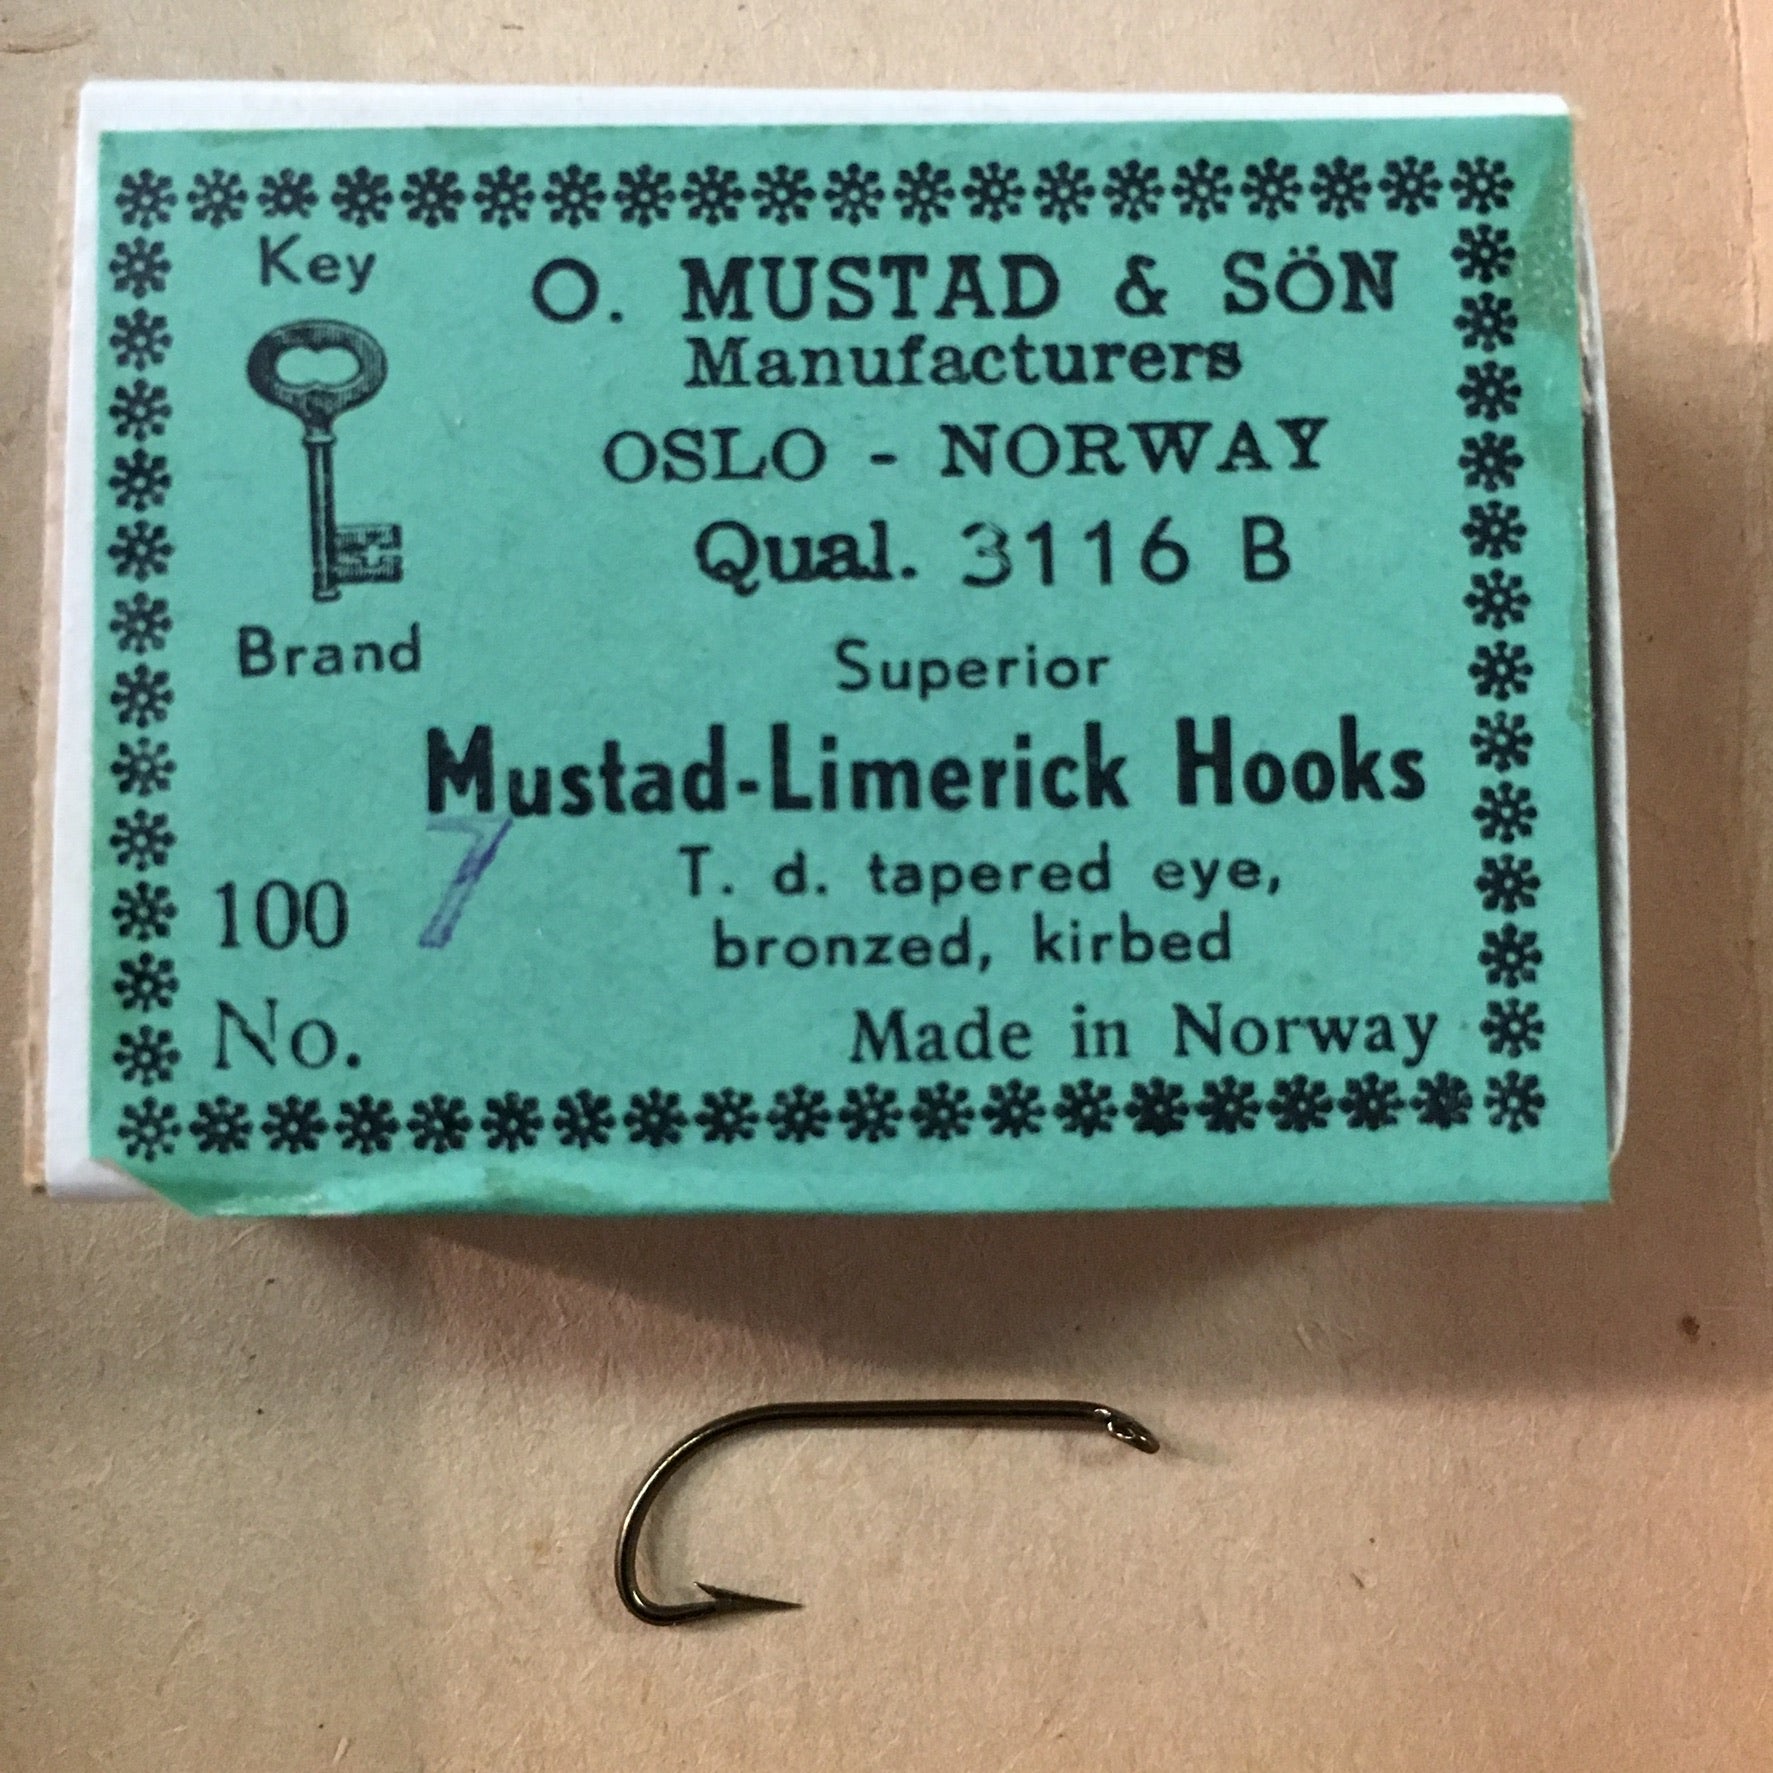 Key
O. MUSTAD & SÖN
Manufacturers
OSLO - NORWAY
Qual. 3116 B
Brand
Superior
Mustad-Limerick Hooks
7
T. d. tapered eye,
100
bronzed, kirbed
No.
Made in Norway